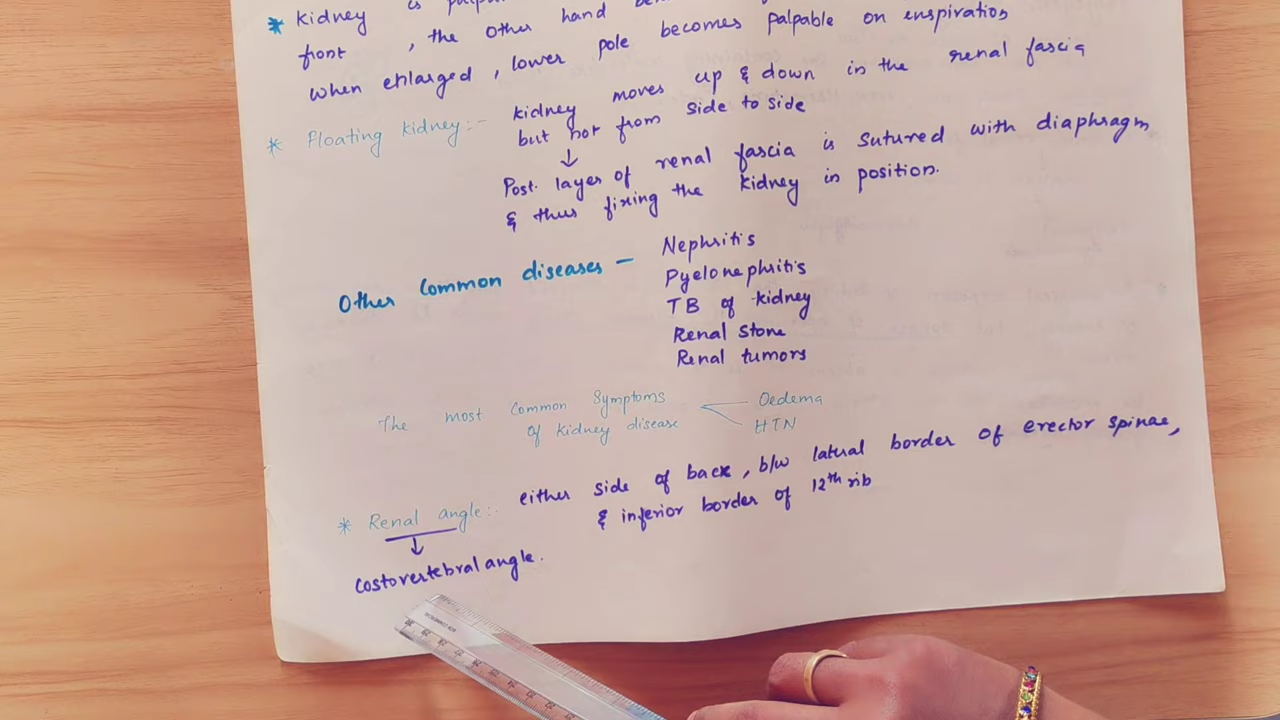 * Kidney is
front , the other hand
when enlarged, lower pole becomes palpable on inspiration
* Floating kidney:- kidney moves up & down in the renal fascia
but not from side to side
↓
Post. layer of renal fascia is sutured with diaphragm
& thus fixing the kidney in position.
Other Common diseases - Nephritis
Pyelonephritis
TB of kidney
Renal stone
Renal tumors
The most common symptoms Oedema
of kidney disease HTN
* Renal angle:- either side of back, b/w latural border of erector spinae,
& inferior border of 12th rib
↓
costovertebral angle.